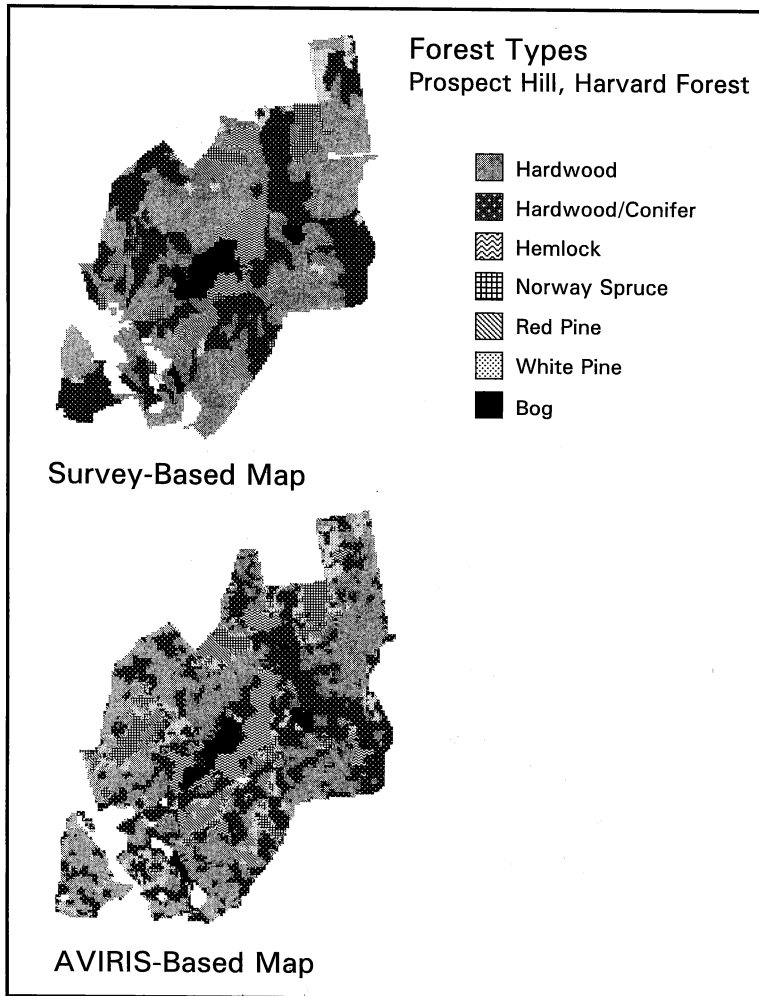 Forest Types
Prospect Hill, Harvard Forest
Hardwood
Hardwood/Conifer
Hemlock
Norway Spruce
Red Pine
White Pine
Bog
Survey-Based Map
AVIRIS-Based Map